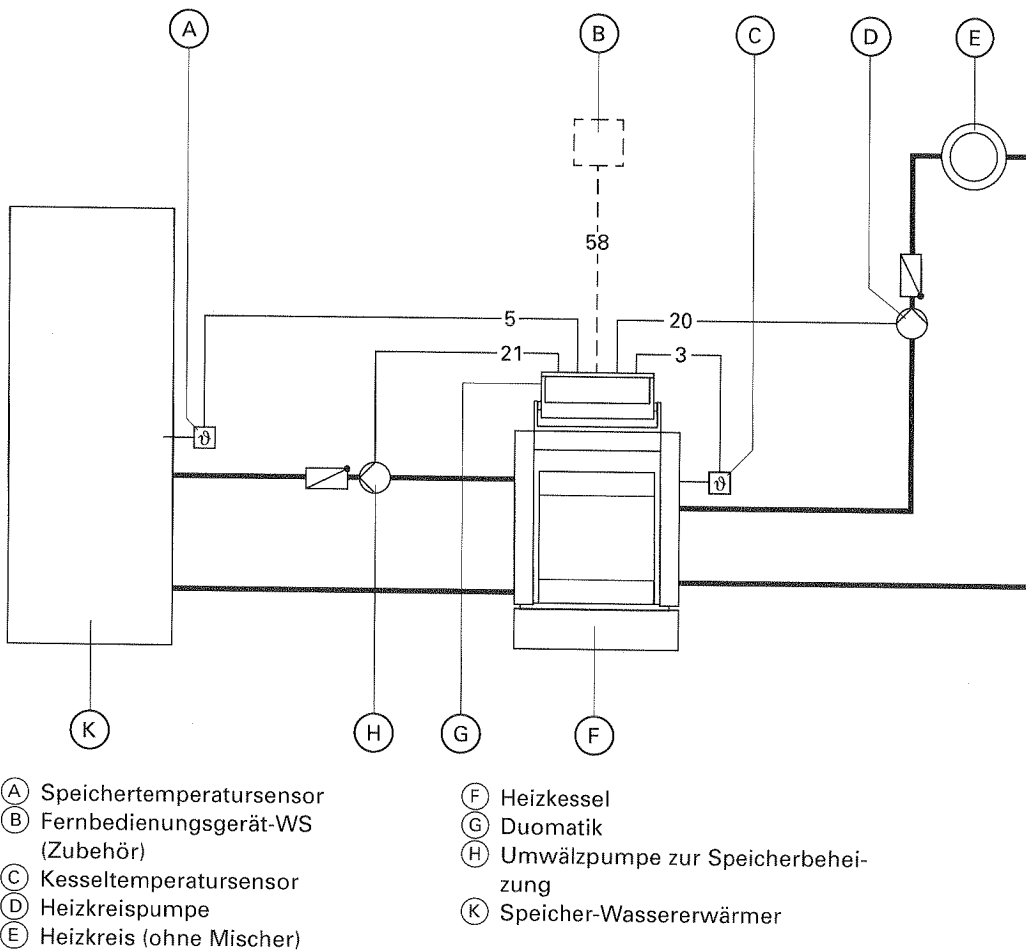 A
B
C
D
E
58
5
20
21
3
ϑ
ϑ
K
H
G
F
A Speichertemperatursensor
B Fernbedienungsgerät-WS
(Zubehör)
C Kesseltemperatursensor
D Heizkreispumpe
E Heizkreis (ohne Mischer)
F Heizkessel
G Duomatik
H Umwälzpumpe zur Speicherbehei-
zung
K Speicher-Wassererwärmer